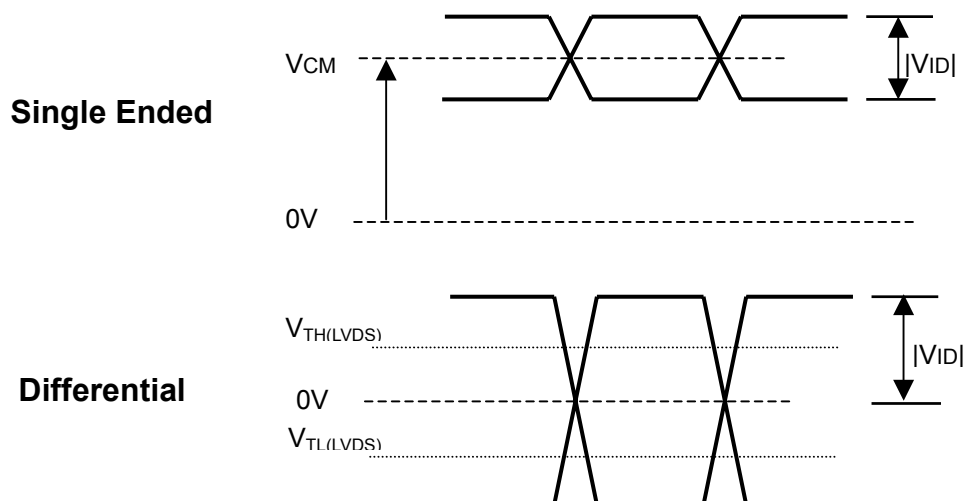 VCM
|VID|
Single Ended
0V
VTH(LVDS)
|VID|
Differential
0V
VTL(LVDS)